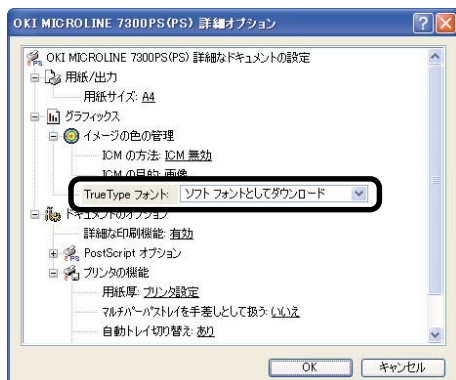 OKI MICROLINE 7300PS(PS) 詳細オプション
OKI MICROLINE 7300PS(PS) 詳細なドキュメントの設定
用紙/出力
用紙サイズ: A4
グラフィックス
イメージの色の管理
ICM の方法: ICM 無効
ICM の目的: 画像
TrueType フォント: ソフト フォントとしてダウンロード
ドキュメントのオプション
詳細な印刷機能: 有効
PostScript オプション
プリンタの機能
用紙厚: プリンタ設定
マルチパーパストレイを手差しとして扱う: いいえ
自動トレイ切り替え: あり
OK キャンセル